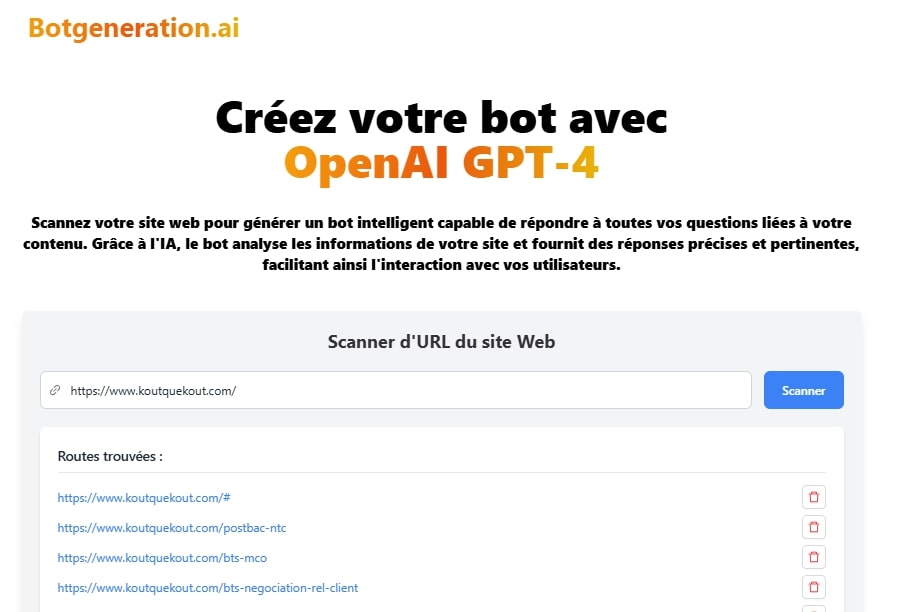 Botgeneration.ai
Créez votre bot avec
OpenAI GPT-4
Scannez votre site web pour générer un bot intelligent capable de répondre à toutes vos questions liées à votre
contenu. Grâce à l'IA, le bot analyse les informations de votre site et fournit des réponses précises et pertinentes,
facilitant ainsi l'interaction avec vos utilisateurs.
Scanner d'URL du site Web
https://www.koutquekout.com/
Scanner
Routes trouvées :
https://www.koutquekout.com/#
https://www.koutquekout.com/postbac-ntc
https://www.koutquekout.com/bts-mco
https://www.koutquekout.com/bts-negociation-rel-client